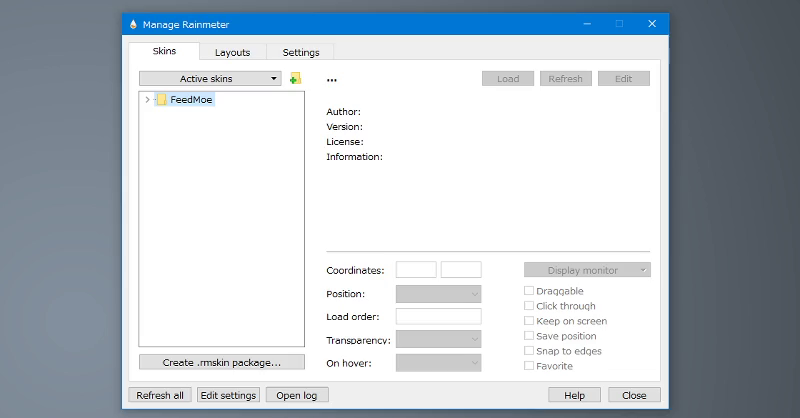 Manage Rainmeter
Skins Layouts Settings
Active skins
FeedMoe
Create .rmskin package...
...
Load Refresh Edit
Author:
Version:
License:
Information:
Coordinates:
Position:
Load order:
Transparency:
On hover:
Display monitor
Draggable
Click through
Keep on screen
Save position
Snap to edges
Favorite
Refresh all Edit settings Open log Help Close